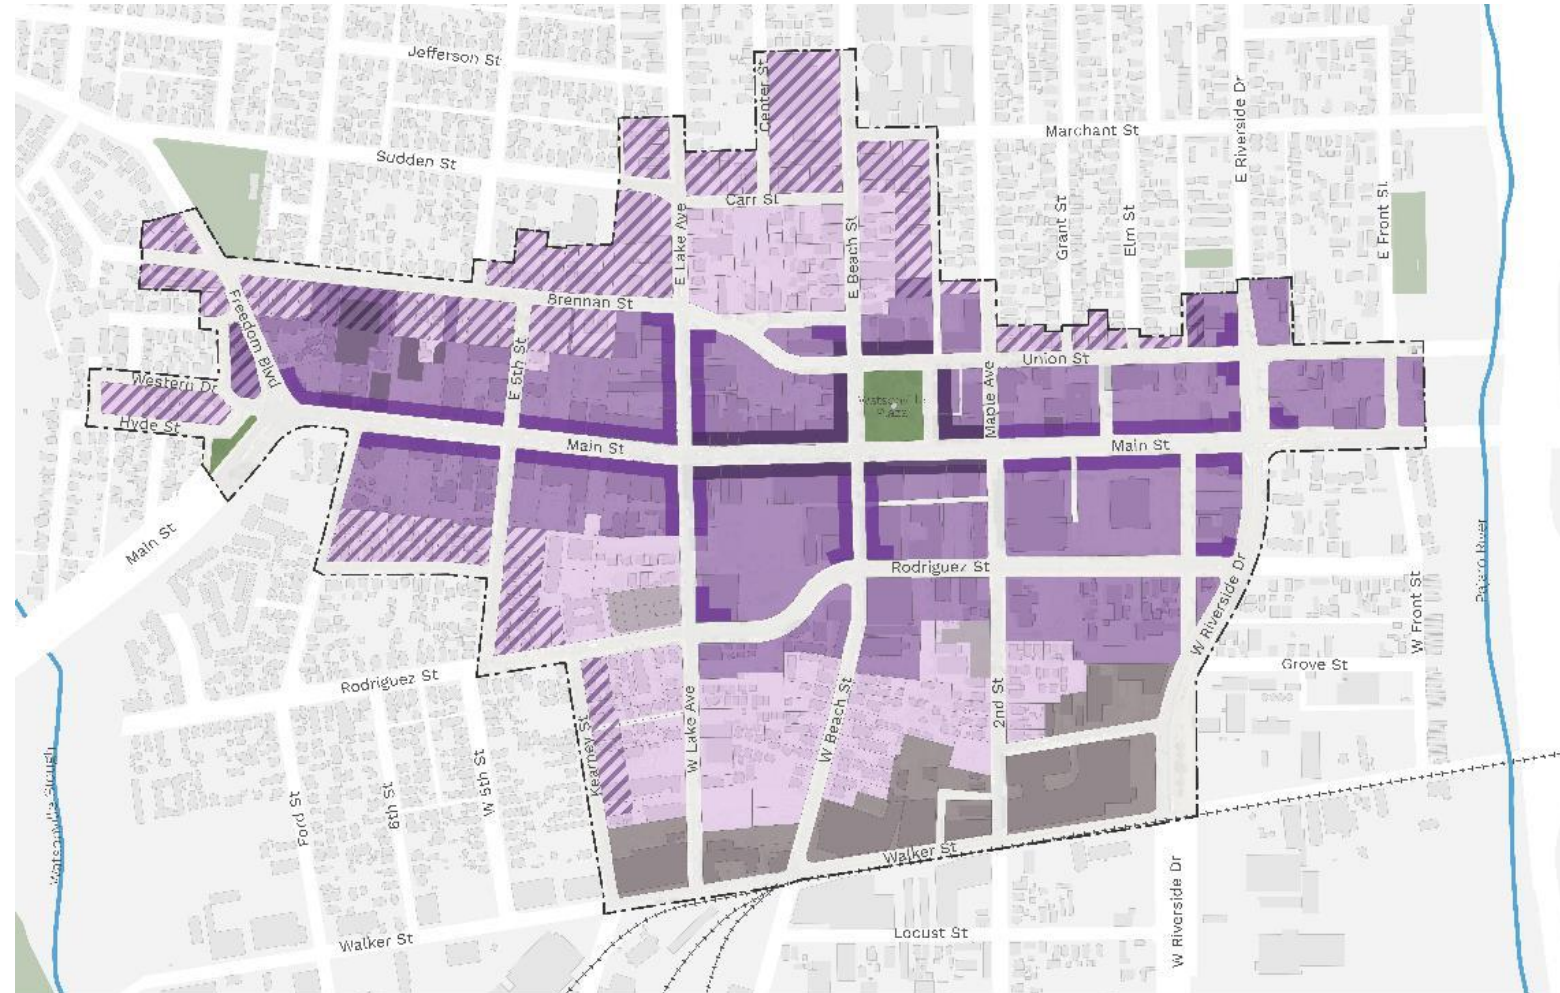 Jefferson St
Center St
Marchant St
E Riverside Dr
Sudden St
Carr St
E Lake Ave
E Beach St
Grant St
Elm St
E Front St
Brennan St
Freedom Blvd
E 5th St
Union St
Western Dr
Maple Ave
Watsonville
Plaza
Hyde St
Main St
Main St
Main St
Rodriguez St
Pajaro River
W Riverside Dr
W Front St
Grove St
Rodriguez St
Kearney St
W Lake Ave
W Beach St
2nd St
Watsonville Slough
Ford St
6th St
W 5th St
Walker St
W Riverside Dr
Walker St
Locust St